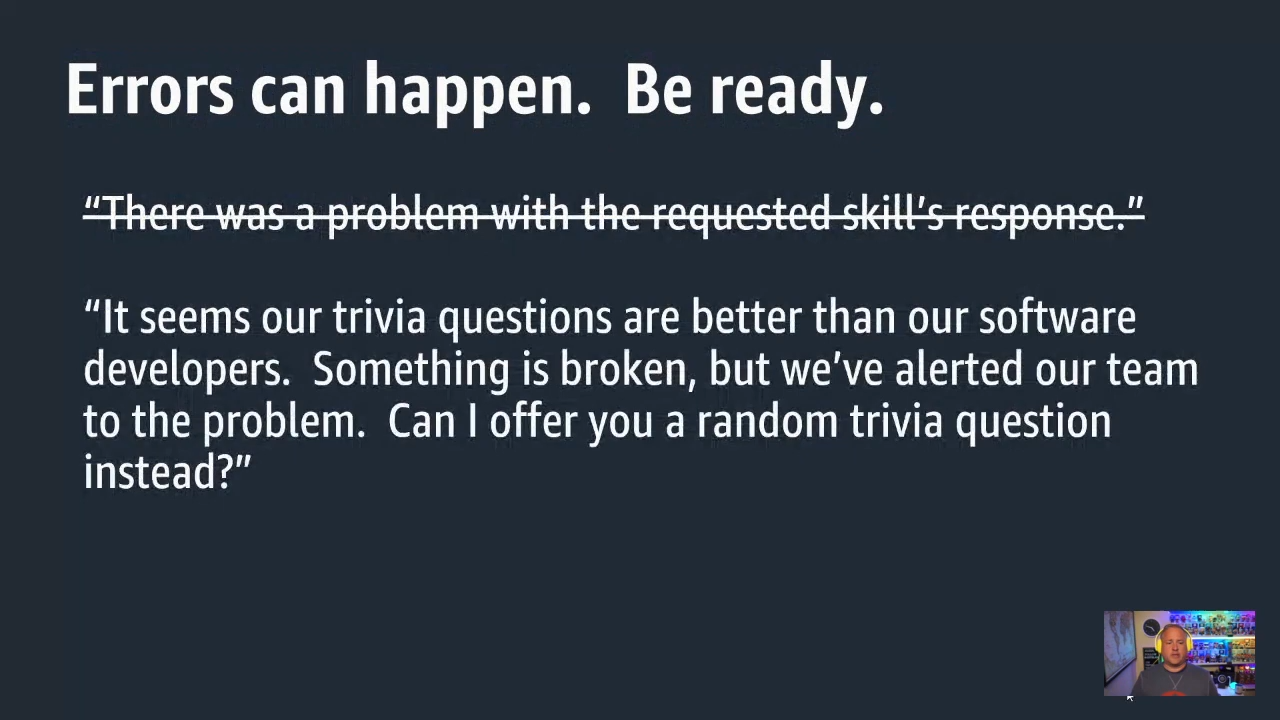 Errors can happen.  Be ready.
“There was a problem with the requested skill’s response.”
“It seems our trivia questions are better than our software
developers.  Something is broken, but we’ve alerted our team
to the problem.  Can I offer you a random trivia question
instead?”